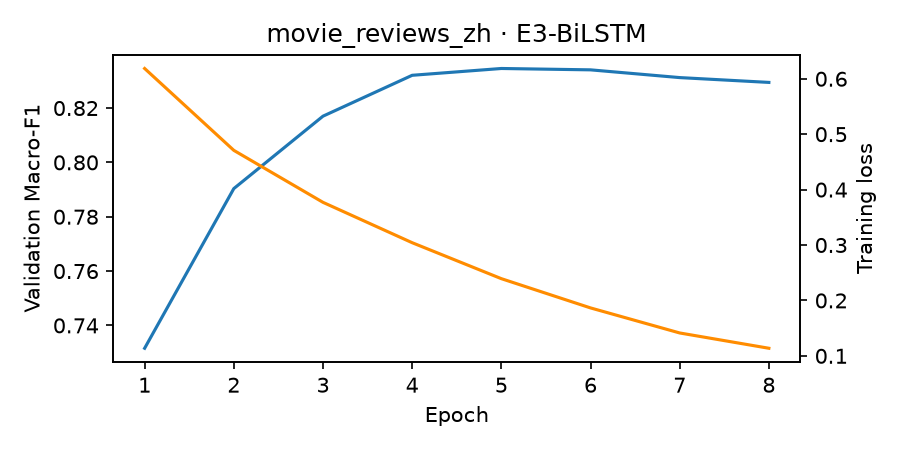 movie_reviews_zh · E3-BiLSTM
Validation Macro-F1
0.82
0.80
0.78
0.76
0.74
0.6
0.5
0.4
0.3
0.2
0.1
Training loss
1 2 3 4 5 6 7 8
Epoch